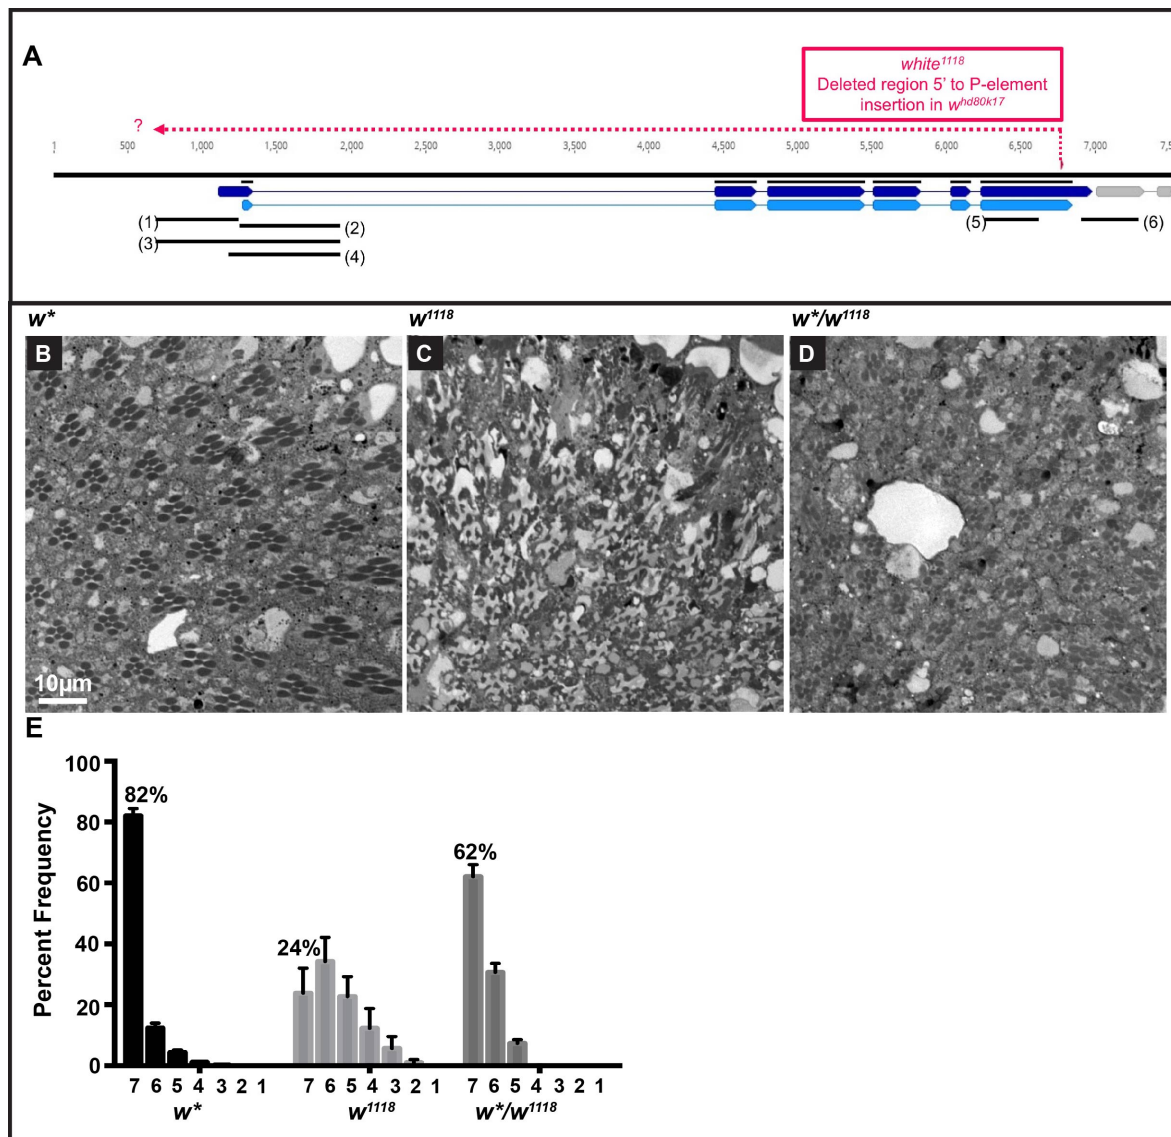 A
white1118
Deleted region 5' to P-element
insertion in whd80k17
?
1 500 1,000 1,500 2,000 2,500 3,000 3,500 4,000 4,500 5,000 5,500 6,000 6,500 7,000 7,5
(1) (2) (5) (6)
(3) (4)
w* w1118 w*/w1118
B C D
10µm
E
Percent Frequency
100
80
60
40
20
0
82% 24% 62%
7 6 5 4 3 2 1 7 6 5 4 3 2 1 7 6 5 4 3 2 1
w* w1118 w*/w1118